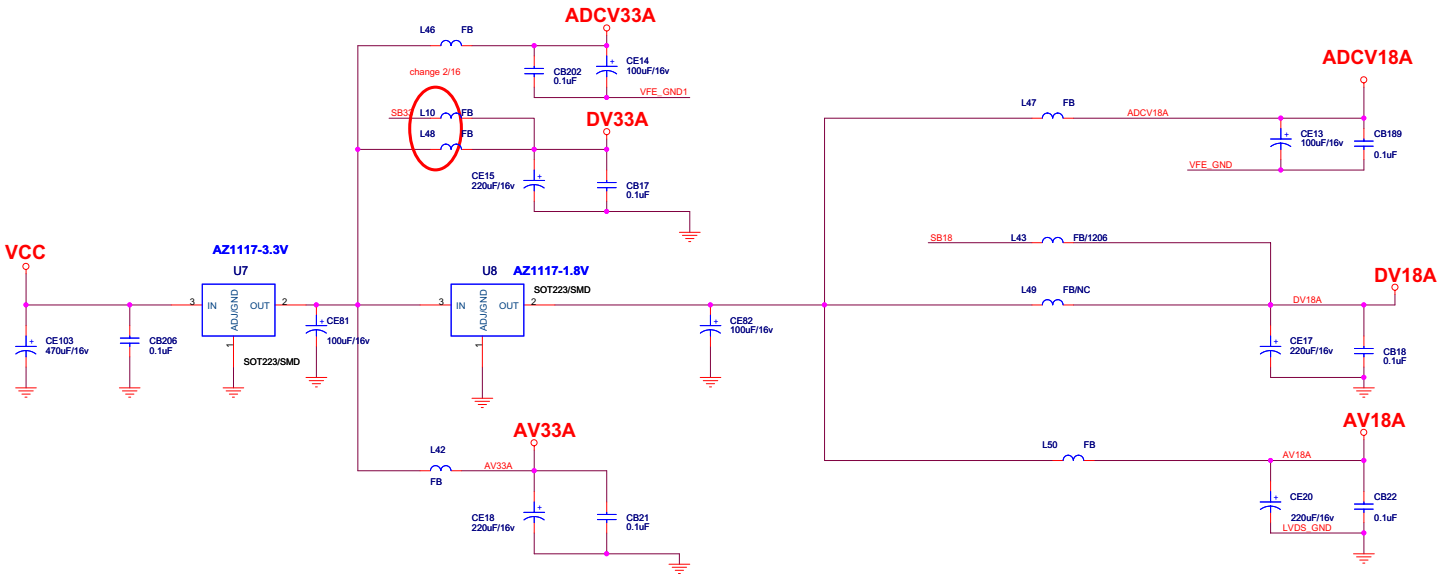 ADCV33A
L46 FB
change 2/16
CB202
0.1uF
CE14
100uF/16v
VFE_GND1
SB33
L10 FB
L48 FB
DV33A
CE15
220uF/16v
CB17
0.1uF
VCC
AZ1117-3.3V
U7
3 IN OUT 2
ADJ/GND
1
SOT223/SMD
CE103
470uF/16v
CB206
0.1uF
CE81
100uF/16v
U8 AZ1117-1.8V
SOT223/SMD
3 IN OUT 2
ADJ/GND
1
CE82
100uF/16v
AV33A
L42
FB
AV33A
CE18
220uF/16v
CB21
0.1uF
ADCV18A
L47 FB
ADCV18A
CE13
100uF/16v
CB189
0.1uF
VFE_GND
SB18
L43 FB/1206
DV18A
L49 FB/NC
DV18A
CE17
220uF/16v
CB18
0.1uF
AV18A
L50 FB
AV18A
CE20
220uF/16v
CB22
0.1uF
LVDS_GND